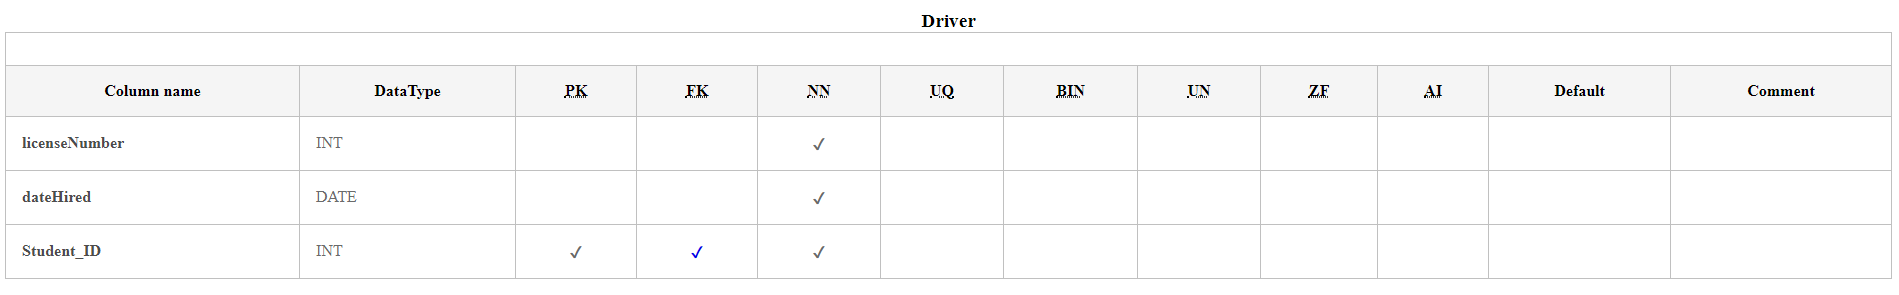 Driver
Column name DataType PK FK NN UQ BIN UN ZF AI Default Comment
licenseNumber INT ✓
dateHired DATE ✓
Student_ID INT ✓ ✓ ✓